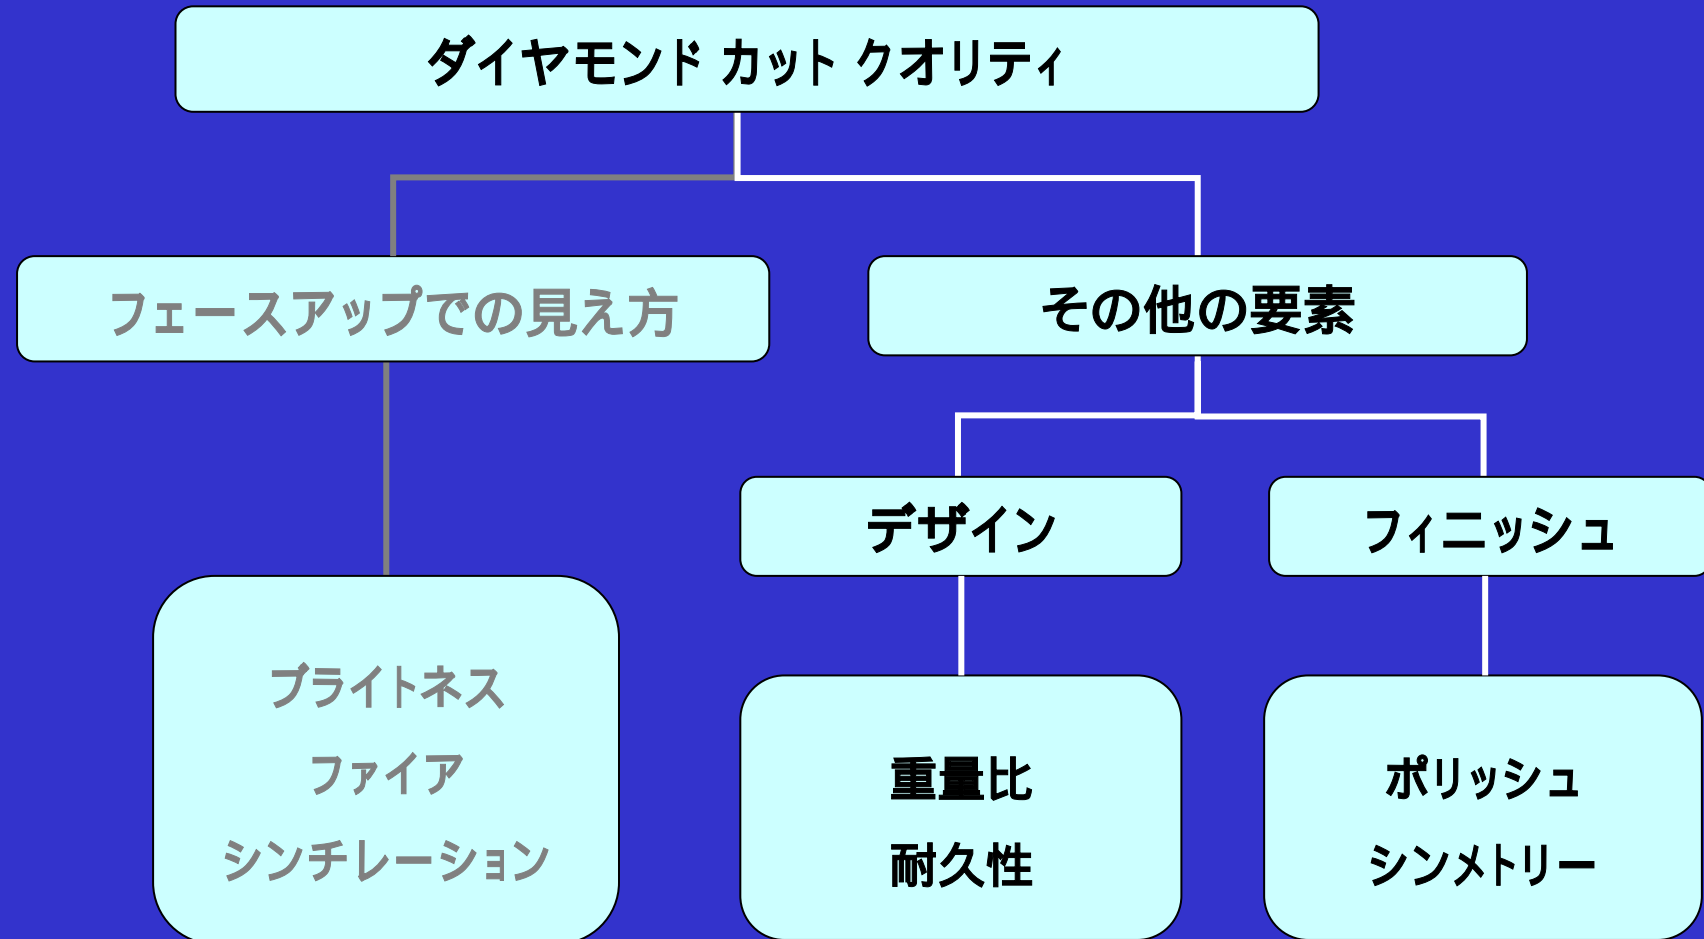 ダイヤモンド カット クオリティ
フェースアップでの見え方
その他の要素
デザイン
フィニッシュ
ブライトネス
ファイア
シンチレーション
重量比
耐久性
ポリッシュ
シンメトリー